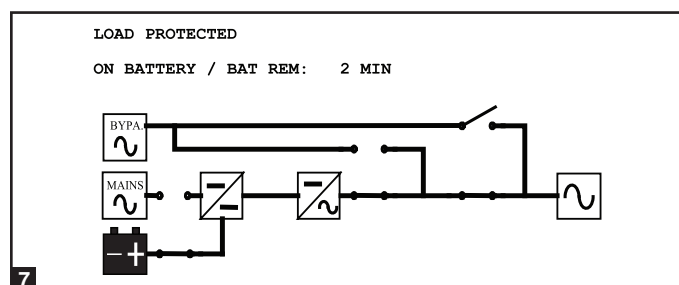 LOAD PROTECTED
ON BATTERY / BAT REM: 2 MIN
BYPA.
MAINS
7